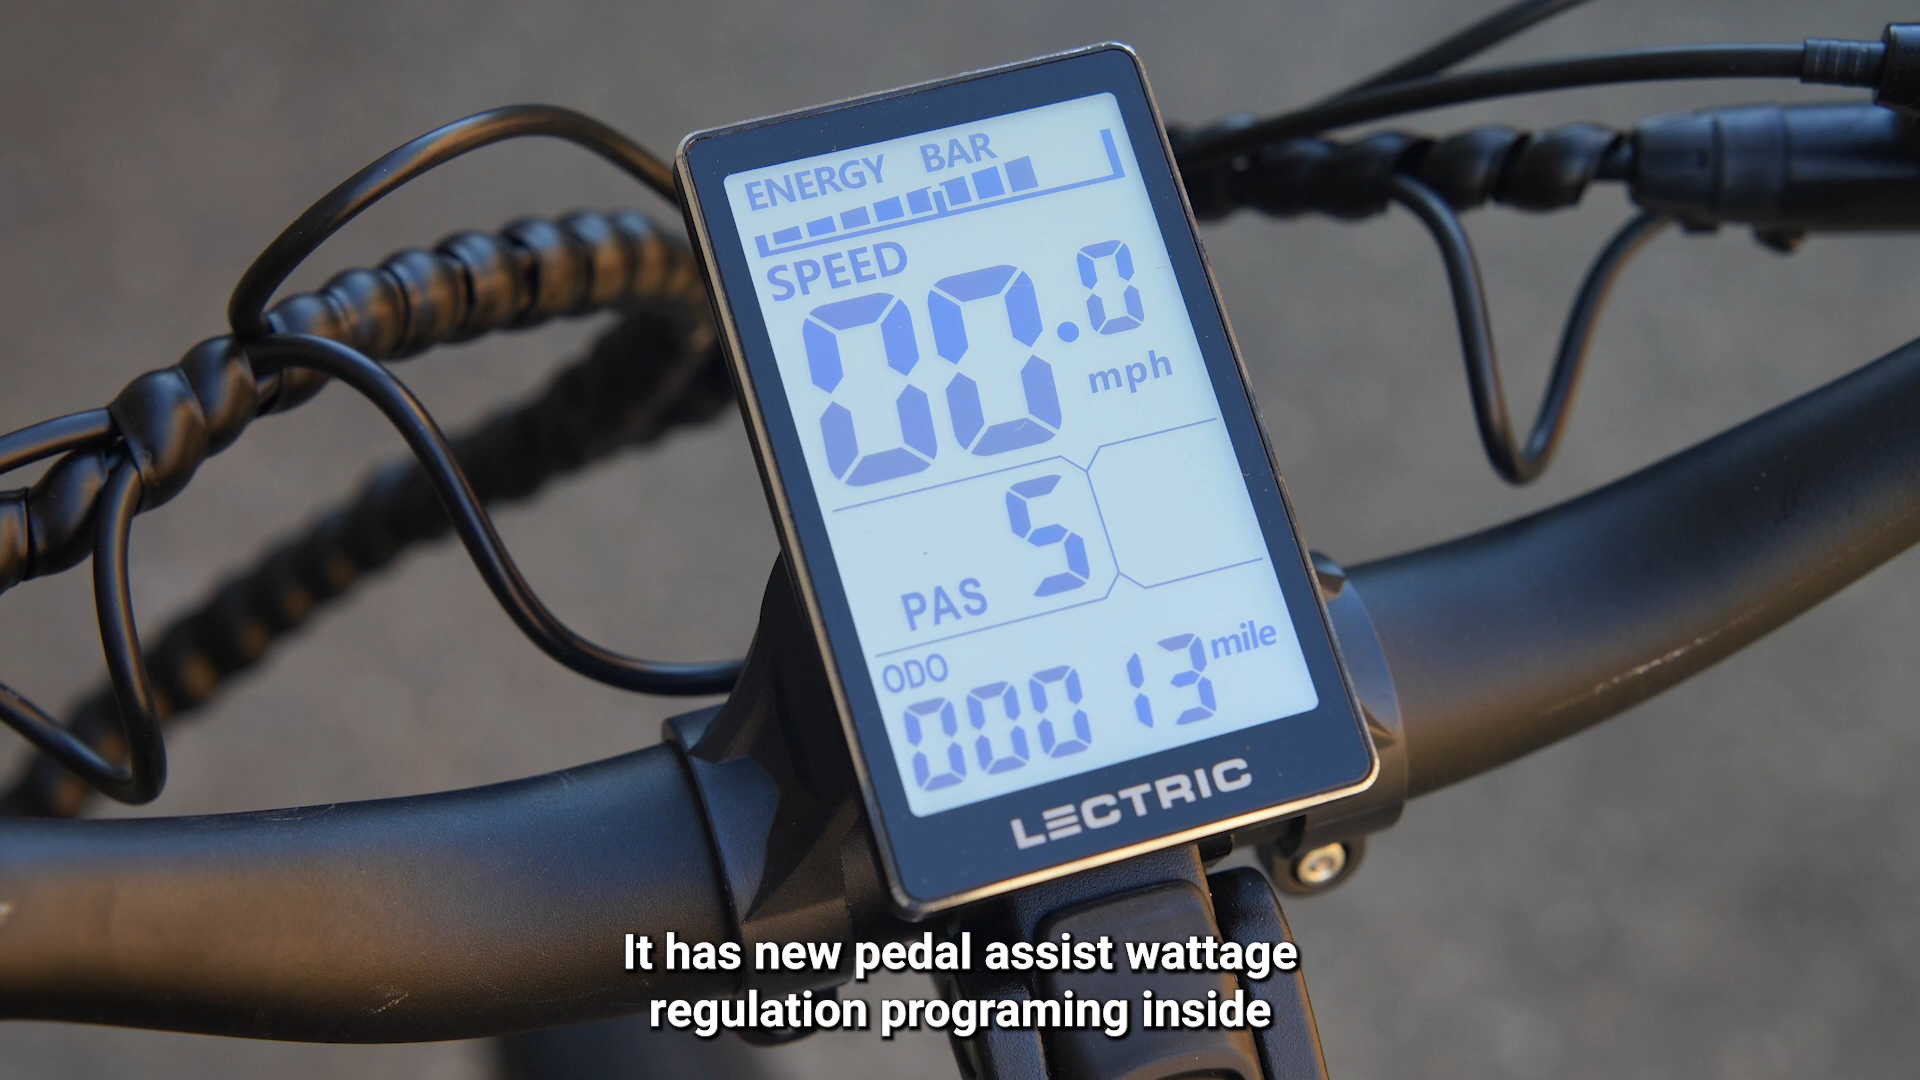 ENERGY BAR
SPEED
00.0
mph
PAS 5
ODO
00013 mile
LECTRIC
It has new pedal assist wattage
regulation programing inside